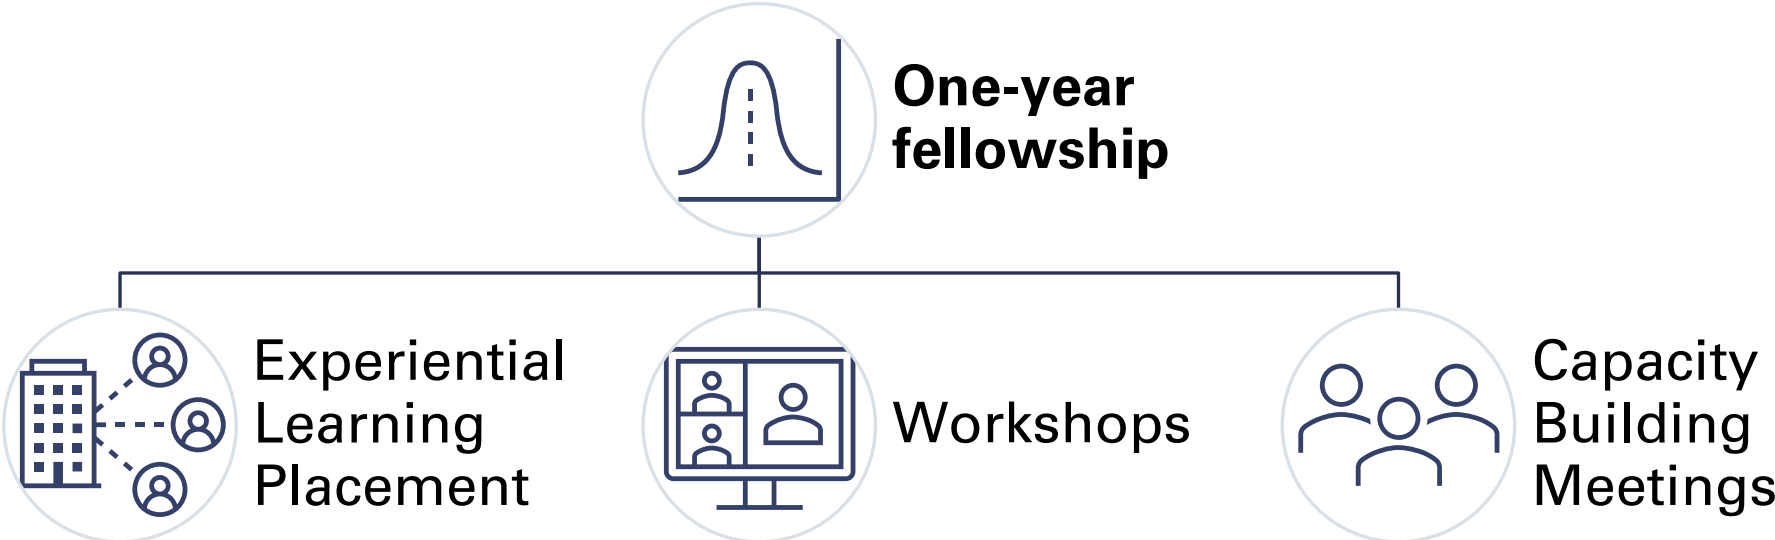 One-year
fellowship
Experiential
Learning
Placement
Workshops
Capacity
Building
Meetings